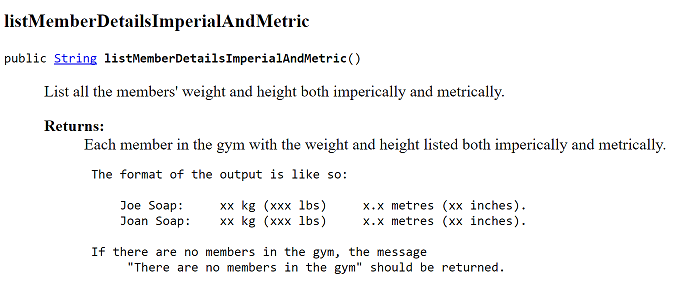 listMemberDetailsImperialAndMetric
public String listMemberDetailsImperialAndMetric()
List all the members' weight and height both imperically and metrically.
Returns:
Each member in the gym with the weight and height listed both imperically and metrically.
The format of the output is like so:
Joe Soap:     xx kg (xxx lbs)     x.x metres (xx inches).
Joan Soap:    xx kg (xxx lbs)     x.x metres (xx inches).
If there are no members in the gym, the message
"There are no members in the gym" should be returned.